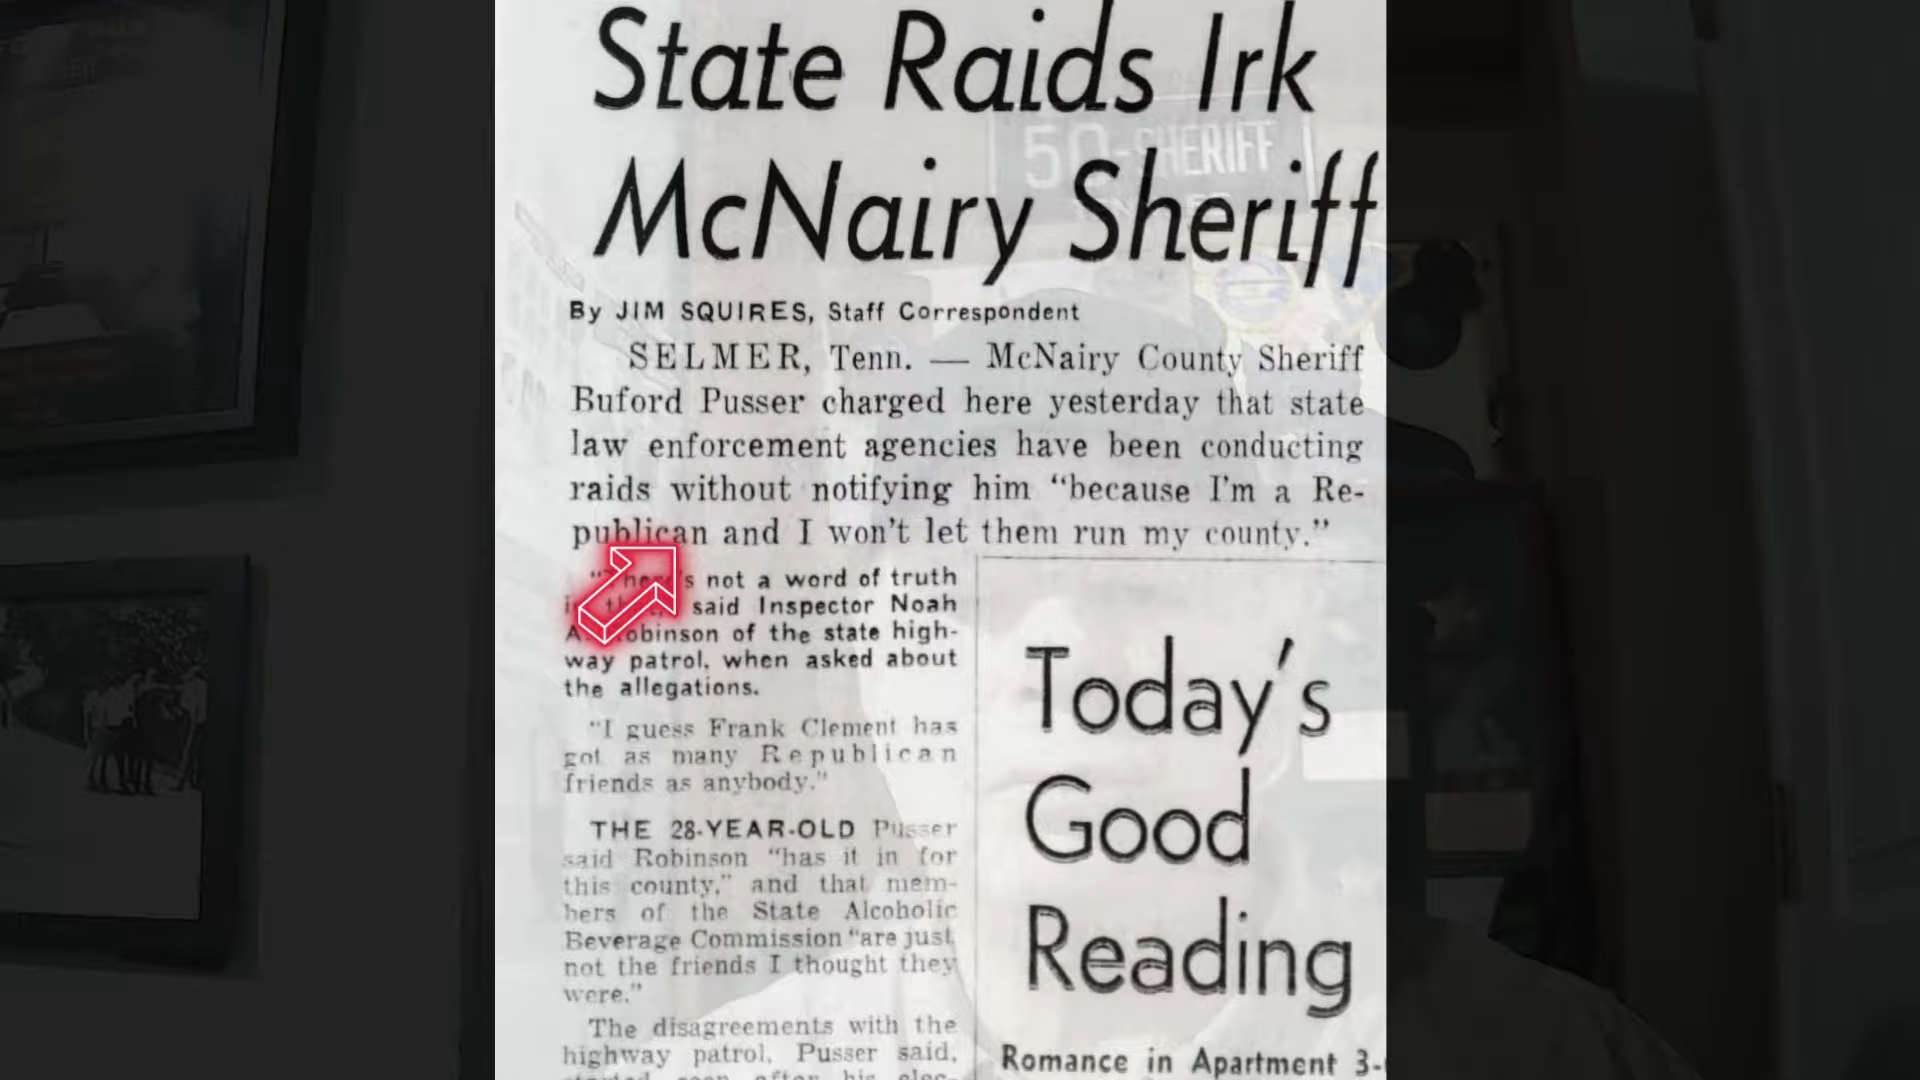 State Raids Irk
McNairy Sheriff
By JIM SQUIRES, Staff Correspondent
SELMER, Tenn. — McNairy County Sheriff
Buford Pusser charged here yesterday that state
law enforcement agencies have been conducting
raids without notifying him “because I'm a Re-
publican and I won't let them run my county.”
“There's not a word of truth
said Inspector Noah
Robinson of the state high-
way patrol, when asked about
the allegations.
“I guess Frank Clement has
got as many Republican
friends as anybody.”
THE 28-YEAR-OLD Pusser
said Robinson “has it in for
this county,” and that mem-
bers of the State Alcoholic
Beverage Commission “are just
not the friends I thought they
were.”
The disagreements with the
highway patrol, Pusser said,
Today's
Good
Reading
Romance in Apartment 3-
50-SHERIFF